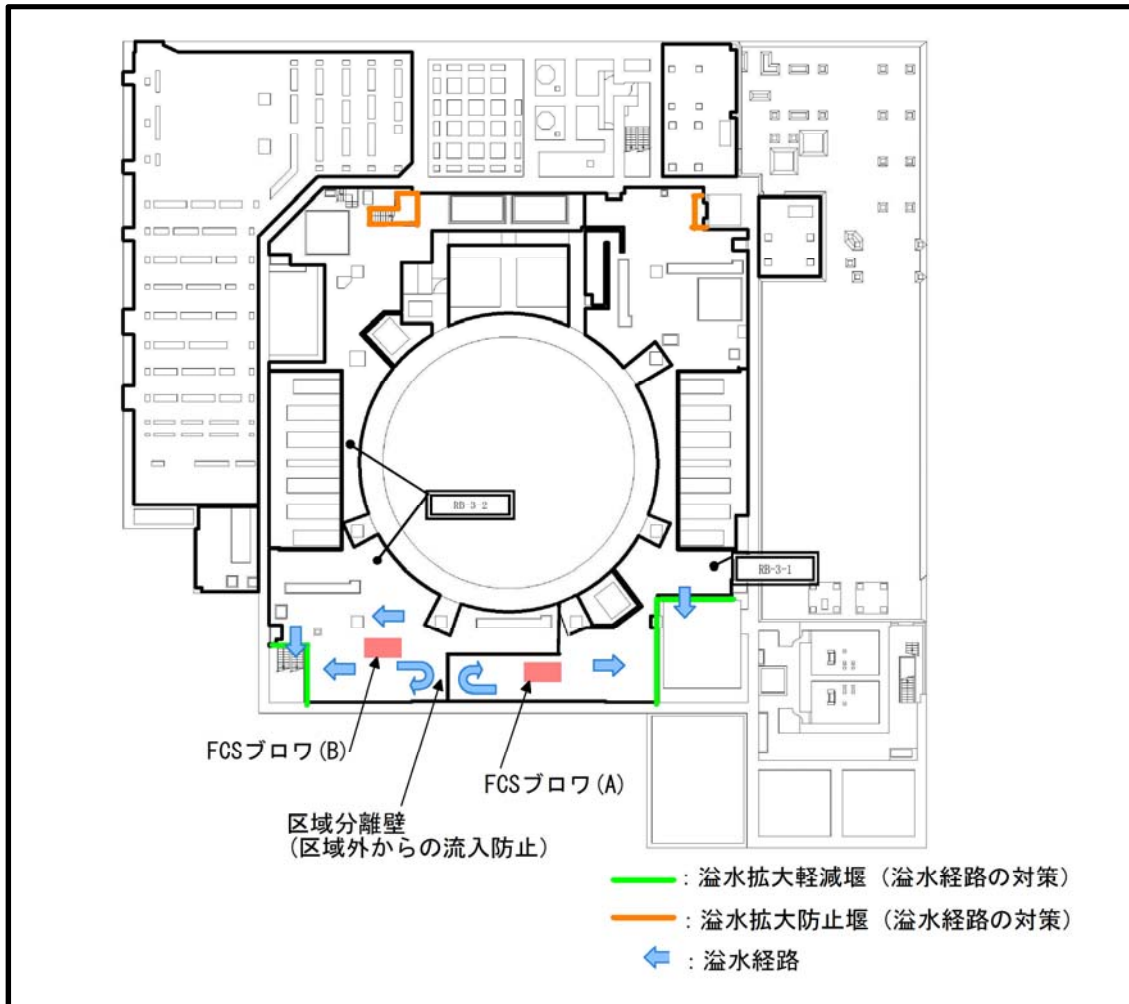 RB-3-2
RB-3-1
FCSブロワ(B)
FCSブロワ(A)
区域分離壁
(区域外からの流入防止)
：溢水拡大軽減堰（溢水経路の対策）
：溢水拡大防止堰（溢水経路の対策）
：溢水経路